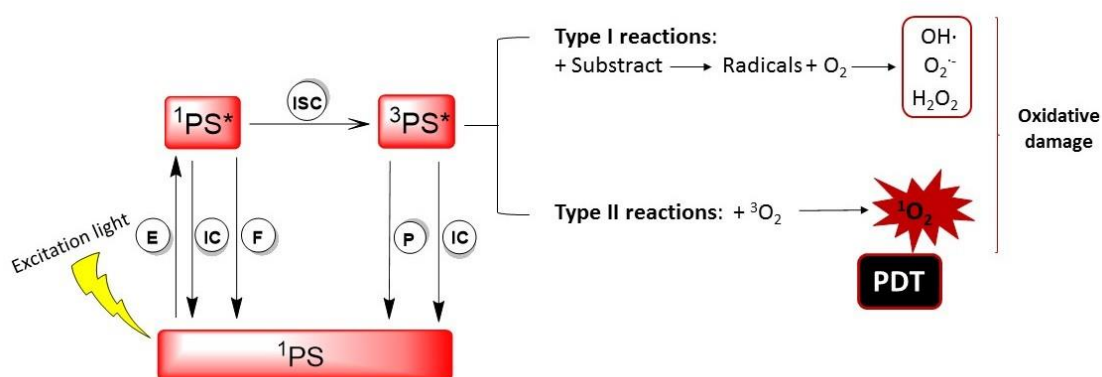 Type I reactions:
+ Substract → Radicals + O₂ →
OH·
O₂·⁻
H₂O₂
Oxidative
damage
ISC
¹PS*
³PS*
Type II reactions: + ³O₂ →
¹O₂
PDT
Excitation light
E
IC
F
P
IC
¹PS